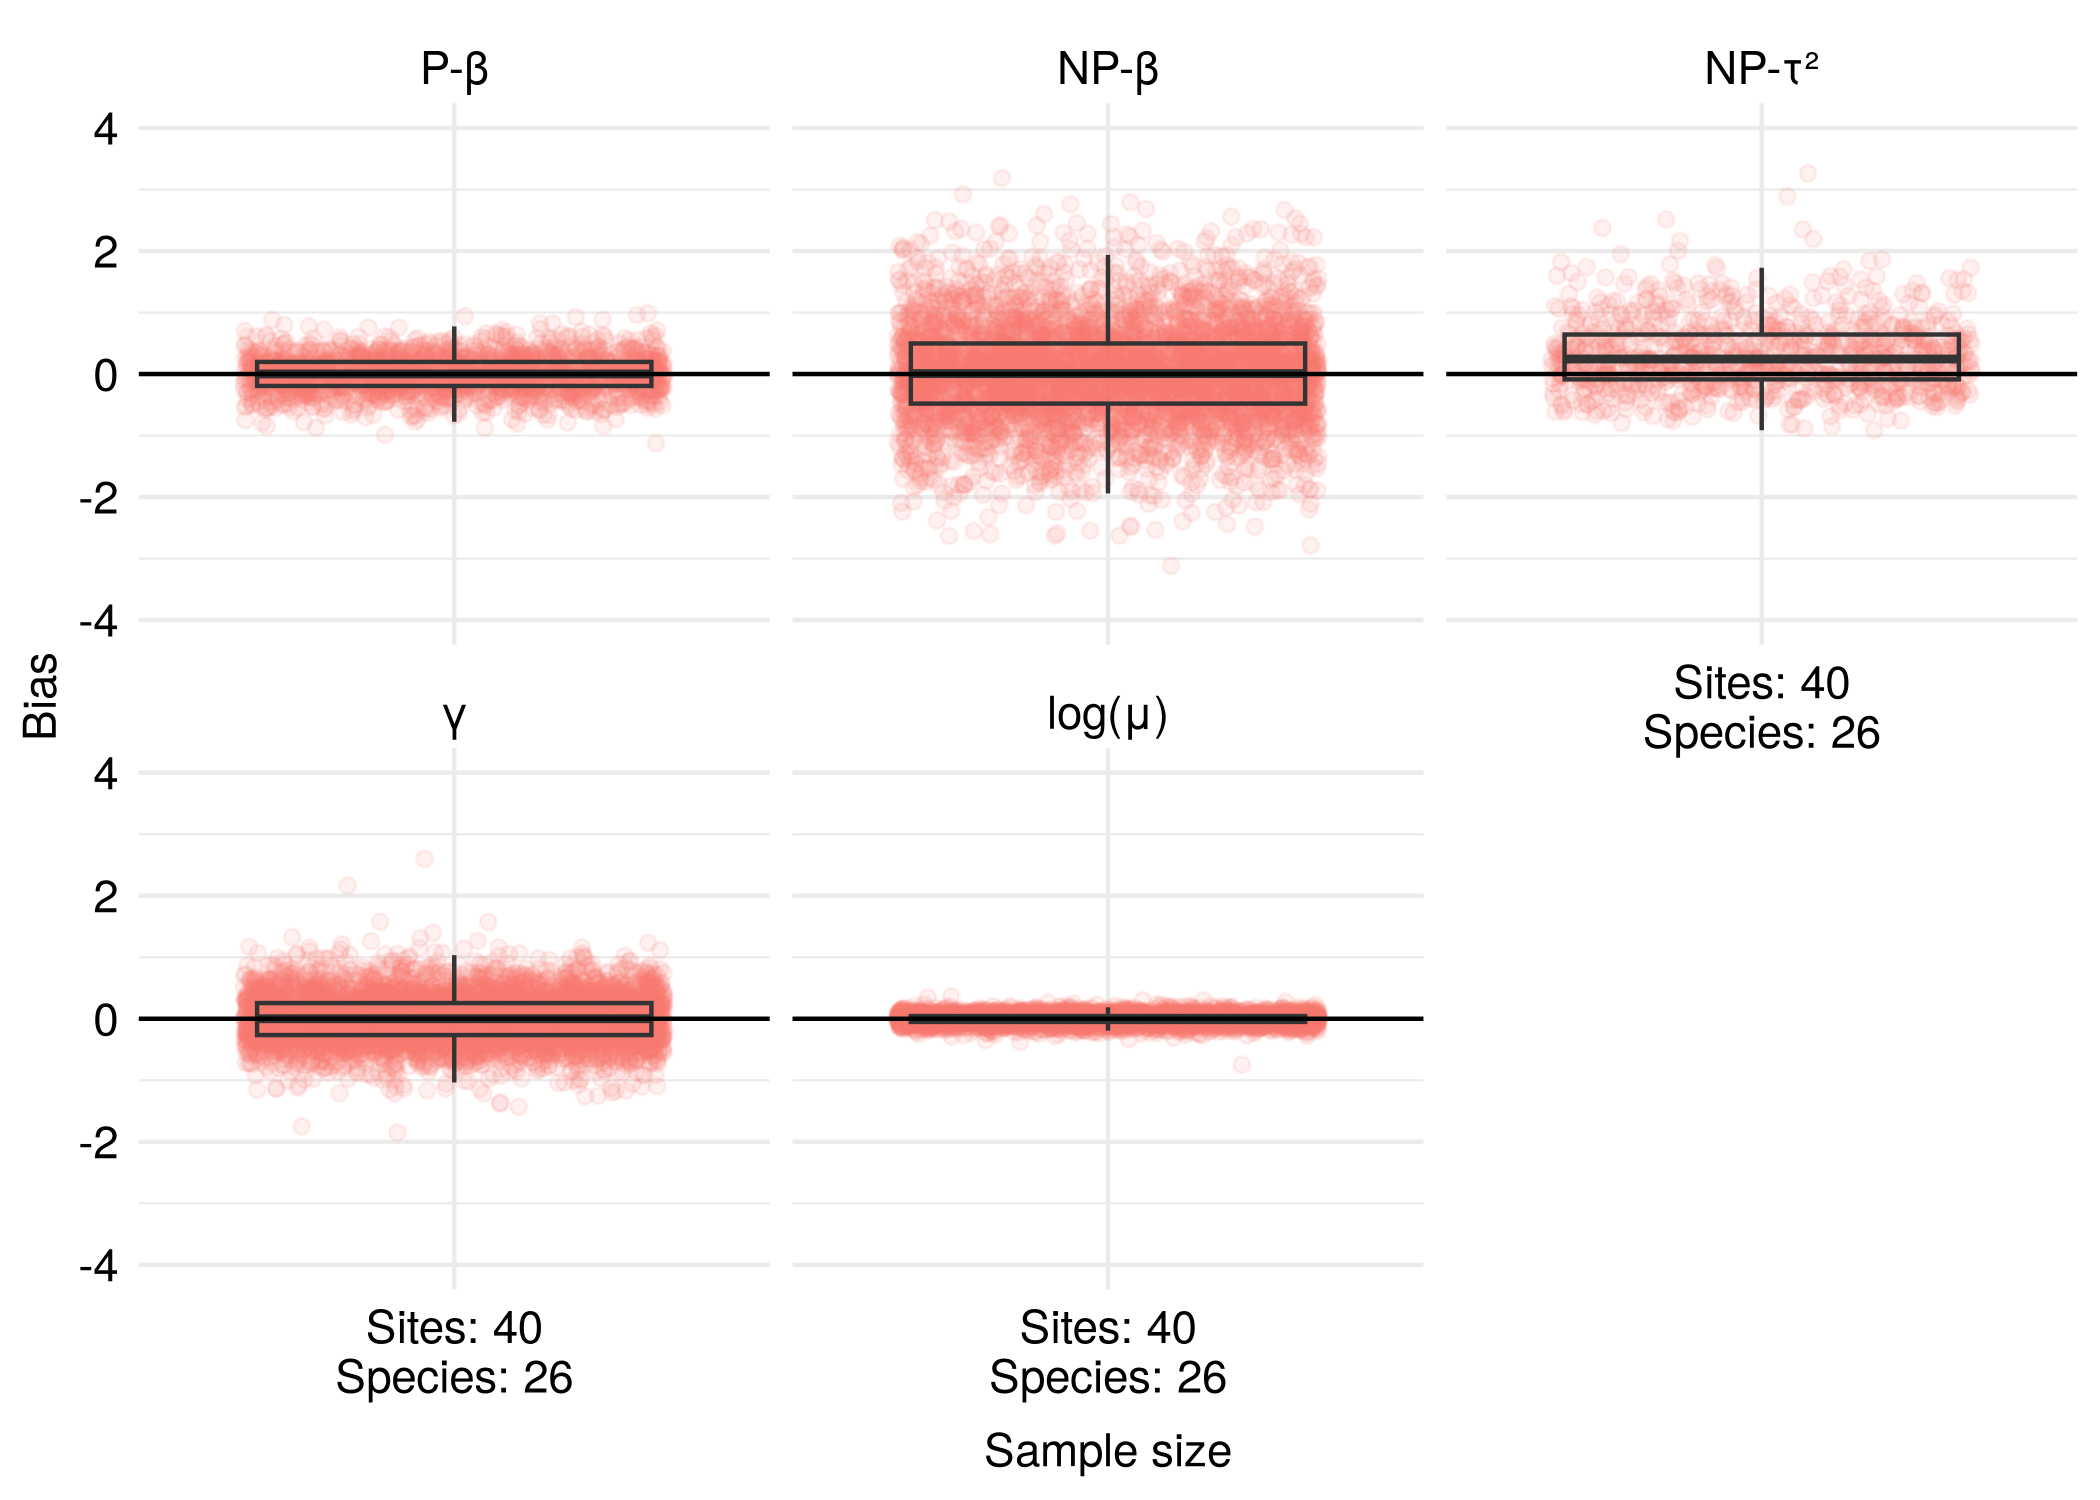 P-β
NP-β
NP-τ²
4
2
0
-2
-4
Sites: 40
Species: 26
Bias
γ
log(μ)
4
2
0
-2
-4
Sites: 40
Species: 26
Sites: 40
Species: 26
Sample size